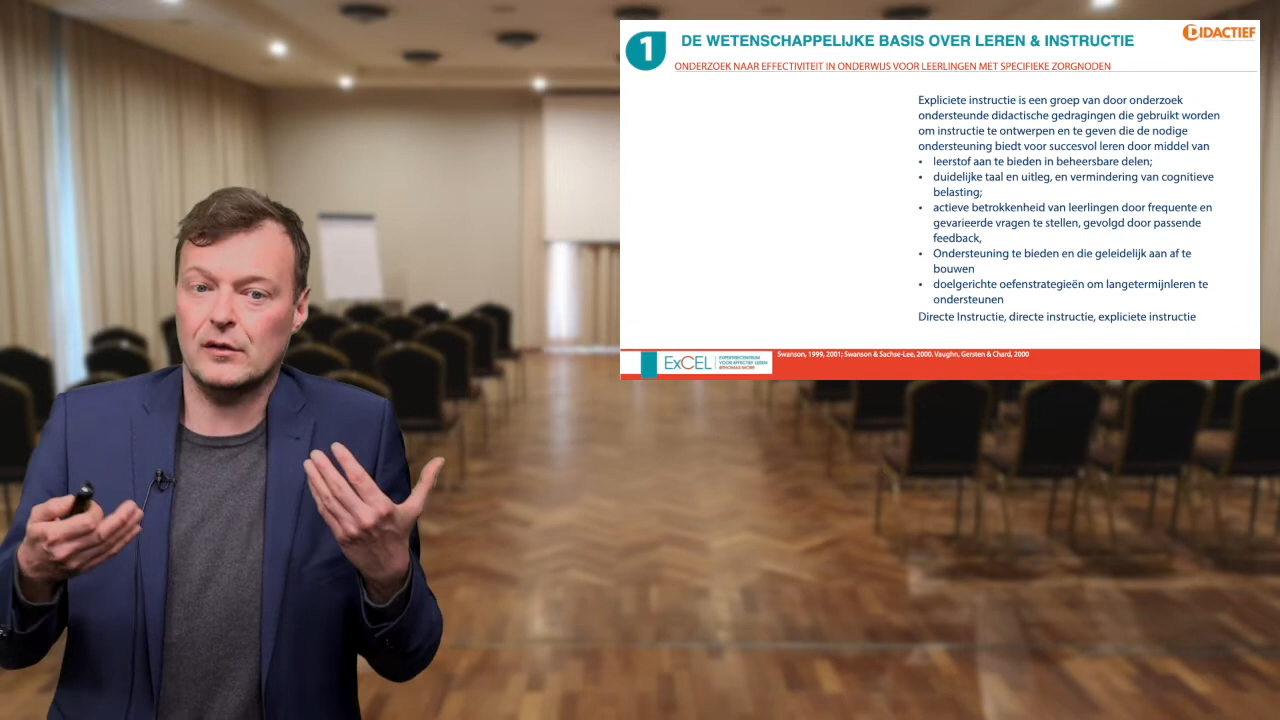 1
DE WETENSCHAPPELIJKE BASIS OVER LEREN & INSTRUCTIE
DIDACTIEF
ONDERZOEK NAAR EFFECTIVITEIT IN ONDERWIJS VOOR LEERLINGEN MET SPECIFIEKE ZORGNODEN
Expliciete instructie is een groep van door onderzoek
ondersteunde didactische gedragingen die gebruikt worden
om instructie te ontwerpen en te geven die de nodige
ondersteuning biedt voor succesvol leren door middel van
• leerstof aan te bieden in beheersbare delen;
• duidelijke taal en uitleg, en vermindering van cognitieve
belasting;
• actieve betrokkenheid van leerlingen door frequente en
gevarieerde vragen te stellen, gevolgd door passende
feedback,
• Ondersteuning te bieden en die geleidelijk aan af te
bouwen
• doelgerichte oefenstrategieën om langetermijnleren te
ondersteunen
Directe Instructie, directe instructie, expliciete instructie
ExCEL
EXPERTISECENTRUM
VOOR EFFECTIEF LEREN
@THOMAS MORE
Swanson, 1999, 2001; Swanson & Sachse-Lee, 2000. Vaughn, Gersten & Chard, 2000